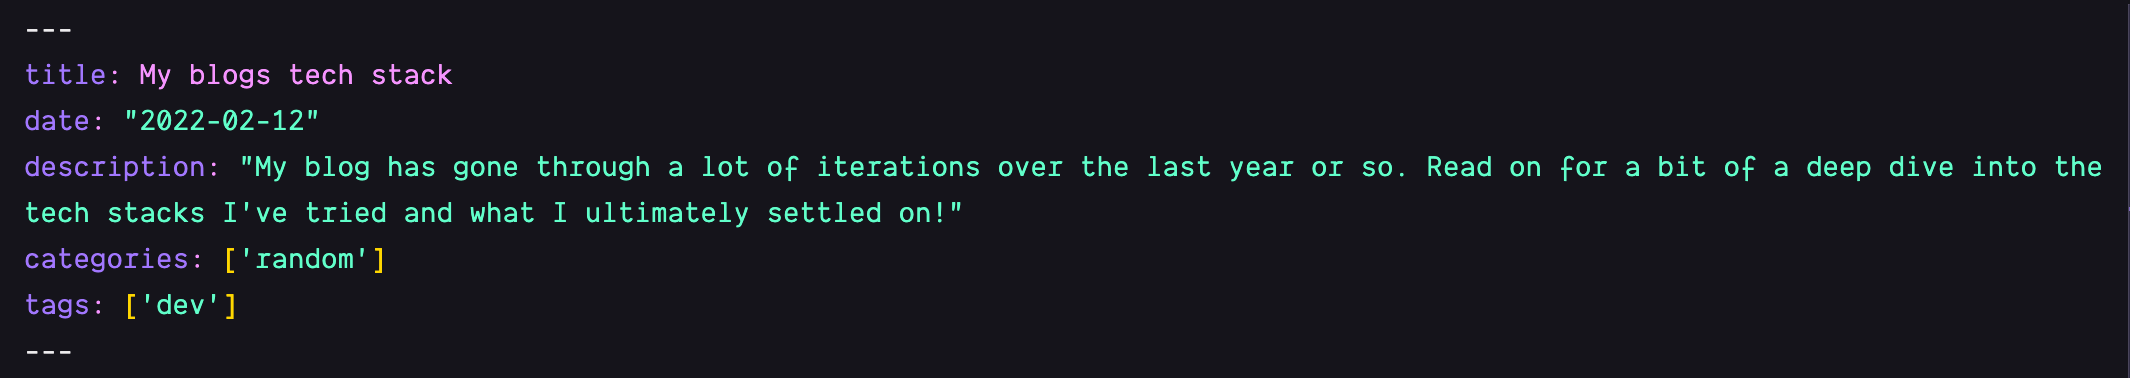 ---
title: My blogs tech stack
date: "2022-02-12"
description: "My blog has gone through a lot of iterations over the last year or so. Read on for a bit of a deep dive into the
tech stacks I've tried and what I ultimately settled on!"
categories: ['random']
tags: ['dev']
---